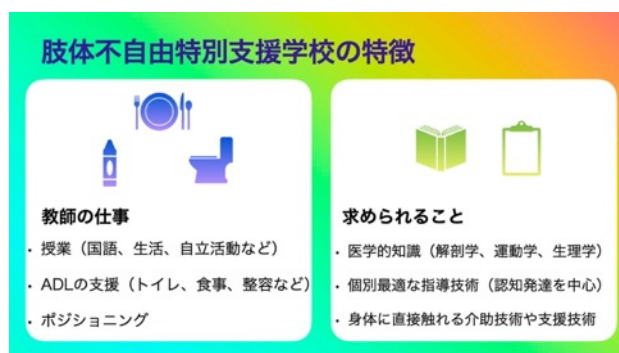 肢体不自由特別支援学校の特徴
教師の仕事
・授業（国語、生活、自立活動など）
・ADLの支援（トイレ、食事、整容など）
・ポジショニング
求められること
・医学的知識（解剖学、運動学、生理学）
・個別最適な指導技術（認知発達を中心）
・身体に直接触れる介助技術や支援技術